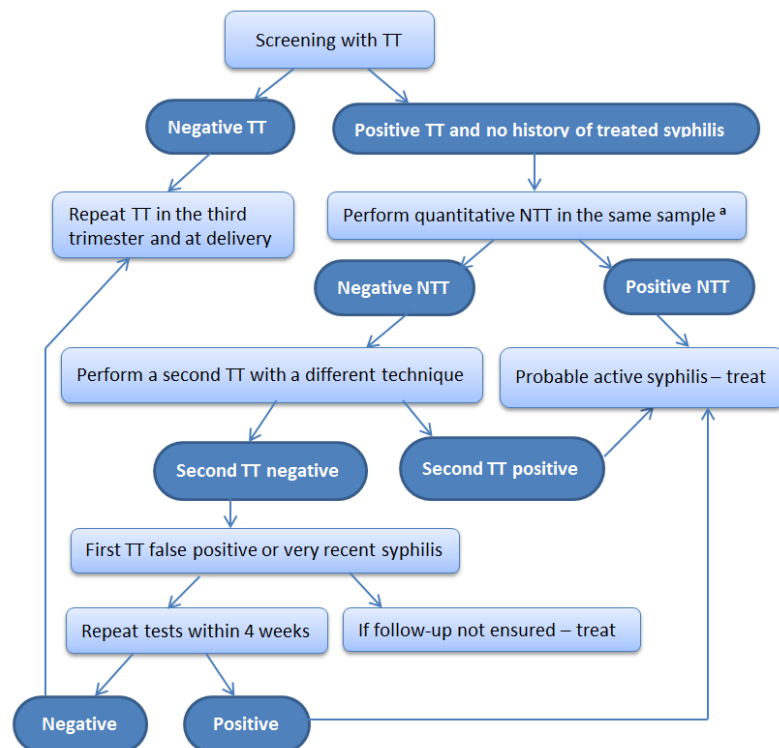 Screening with TT
Negative TT
Positive TT and no history of treated syphilis
Repeat TT in the third
trimester and at delivery
Perform quantitative NTT in the same sample ª
Negative NTT
Positive NTT
Perform a second TT with a different technique
Probable active syphilis – treat
Second TT negative
Second TT positive
First TT false positive or very recent syphilis
Repeat tests within 4 weeks
If follow-up not ensured – treat
Negative
Positive